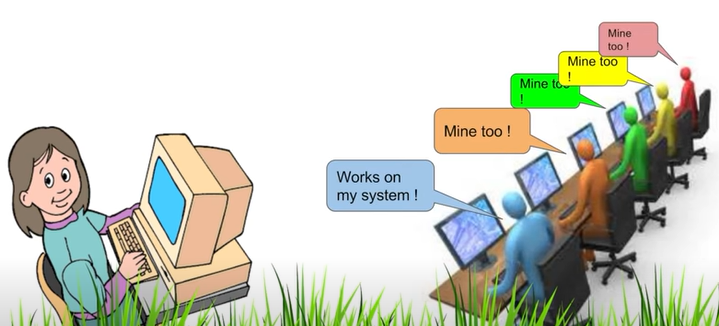 Works on
my system !
Mine too !
Mine too
!
Mine too
!
Mine
too !